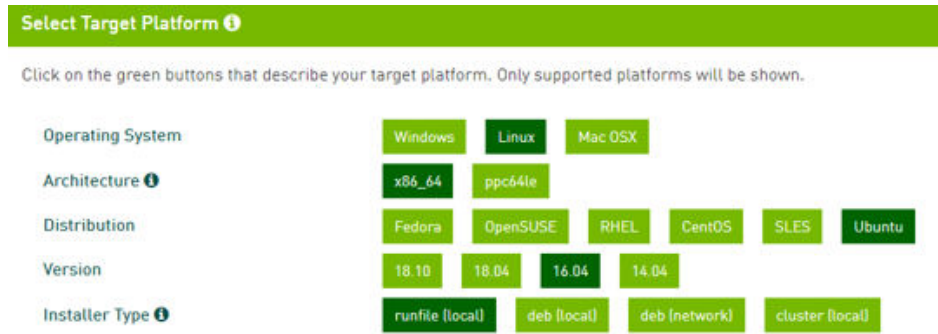 Select Target Platform
Click on the green buttons that describe your target platform. Only supported platforms will be shown.
Operating System Windows Linux Mac OSX
Architecture x86_64 ppc64le
Distribution Fedora OpenSUSE RHEL CentOS SLES Ubuntu
Version 18.10 18.04 16.04 14.04
Installer Type runfile (local) deb (local) deb (network) cluster (local)